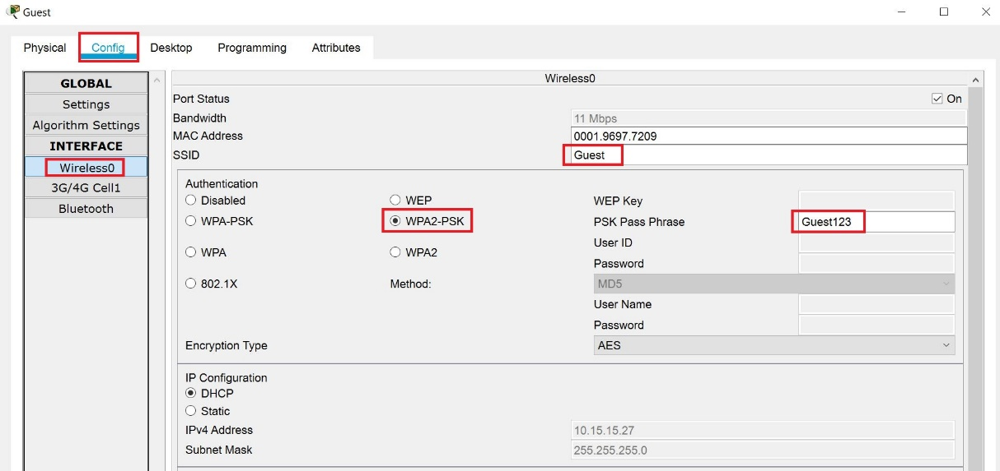 Guest
Physical Config Desktop Programming Attributes
GLOBAL
Settings
Algorithm Settings
INTERFACE
Wireless0
3G/4G Cell1
Bluetooth
Wireless0
Port Status On
Bandwidth 11 Mbps
MAC Address 0001.9697.7209
SSID Guest
Authentication
Disabled WEP WEP Key
WPA-PSK WPA2-PSK PSK Pass Phrase Guest123
User ID
WPA WPA2
Password
802.1X Method: MD5
User Name
Password
Encryption Type AES
IP Configuration
DHCP
Static
IPv4 Address 10.15.15.27
Subnet Mask 255.255.255.0